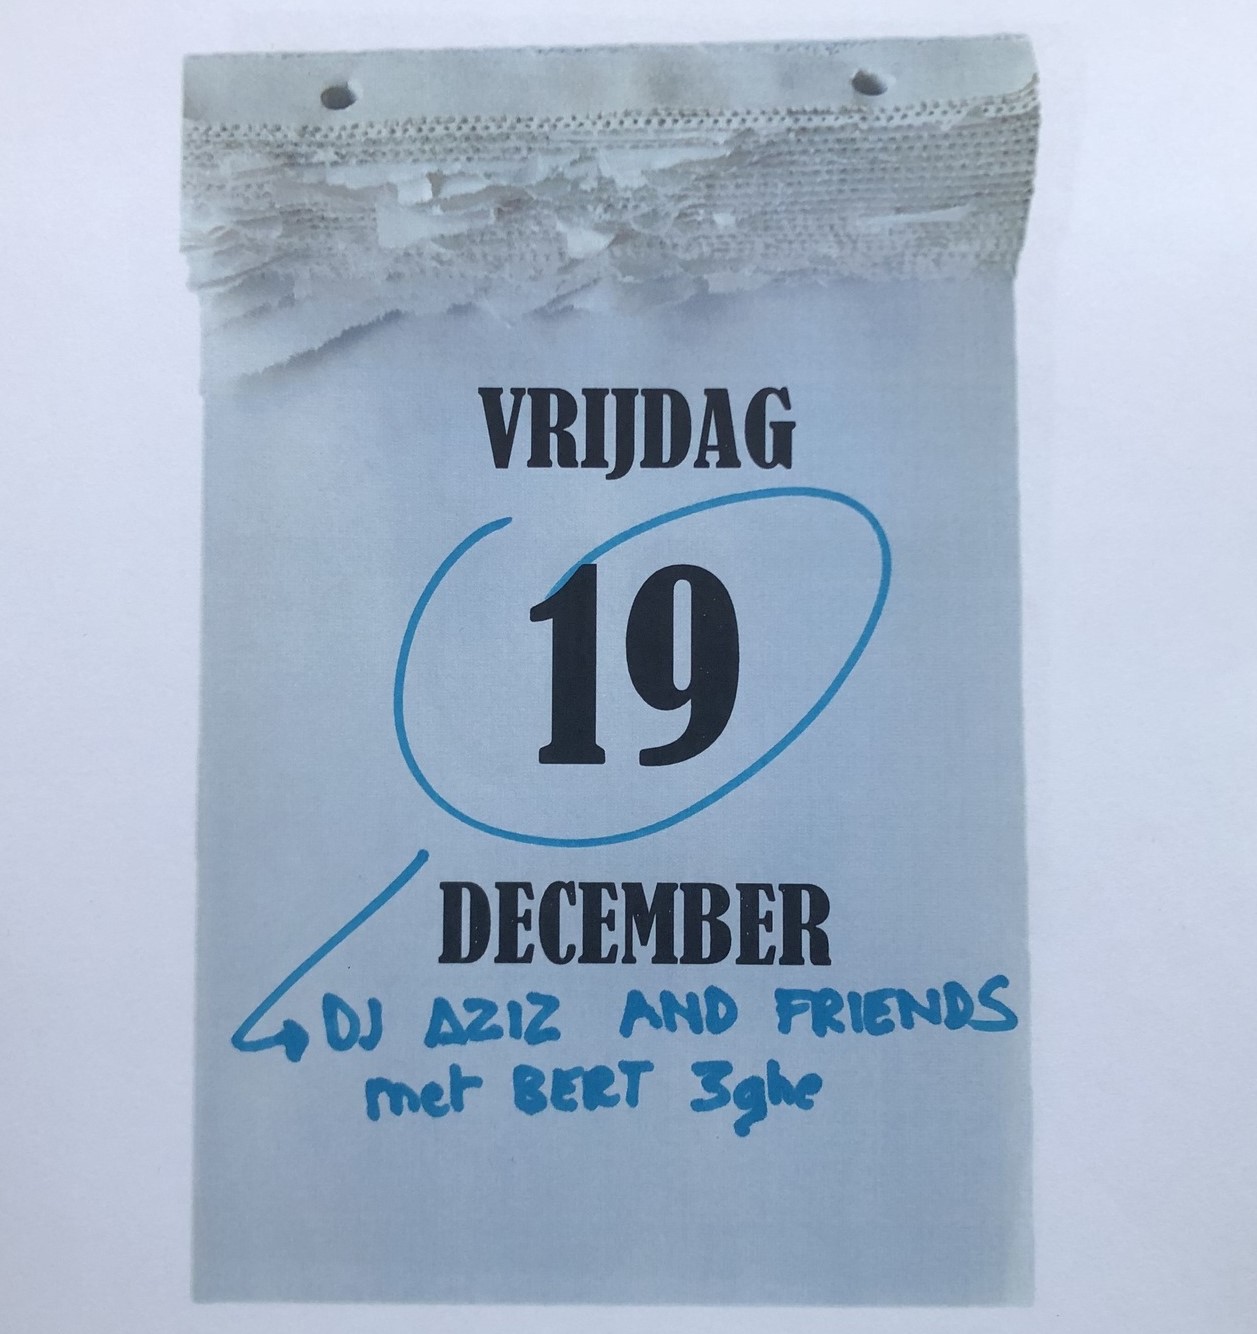 VRIJDAG
19
DECEMBER
DJ AZIZ AND FRIENDS
met BERT 3ghe